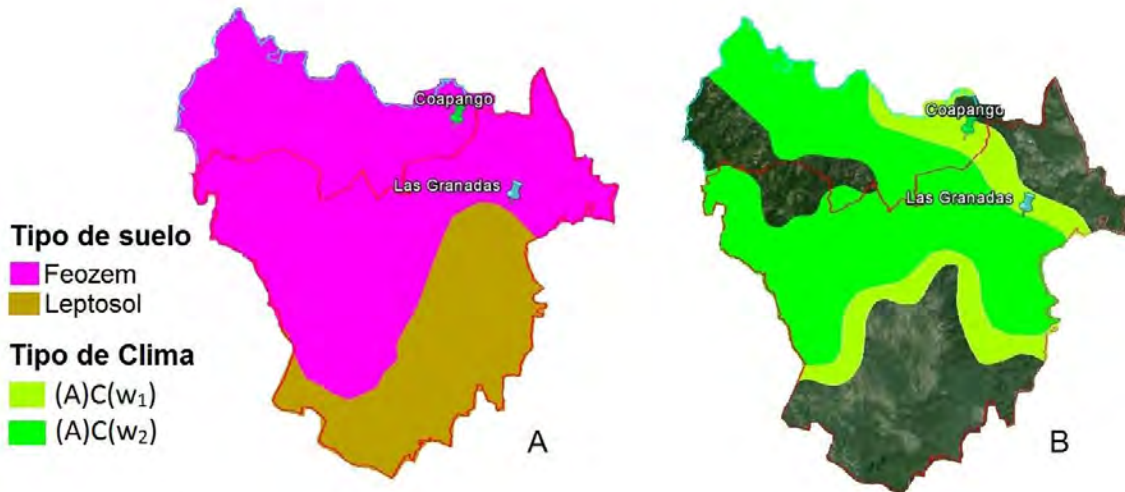 Coapango
Las Granadas
Tipo de suelo
Feozem
Leptosol
Tipo de Clima
(A)C(w₁)
(A)C(w₂)
A
Coapango
Las Granadas
B